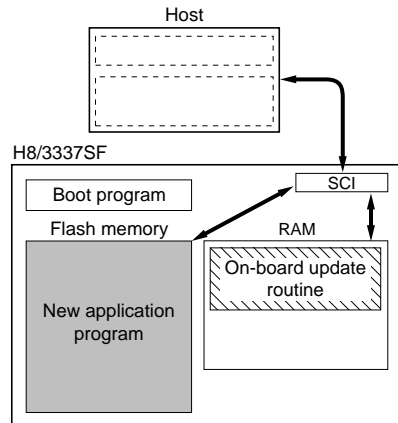 Host
H8/3337SF
SCI
Boot program
Flash memory
RAM
On-board update
routine
New application
program